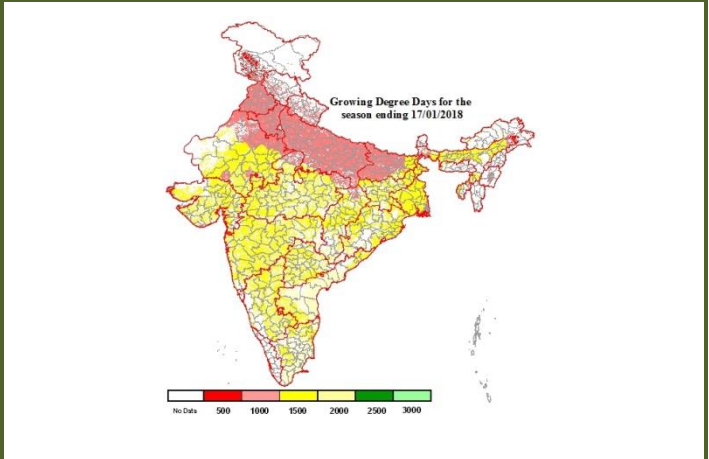 Growing Degree Days for the
season ending 17/01/2018
No Data 500 1000 1500 2000 2500 3000